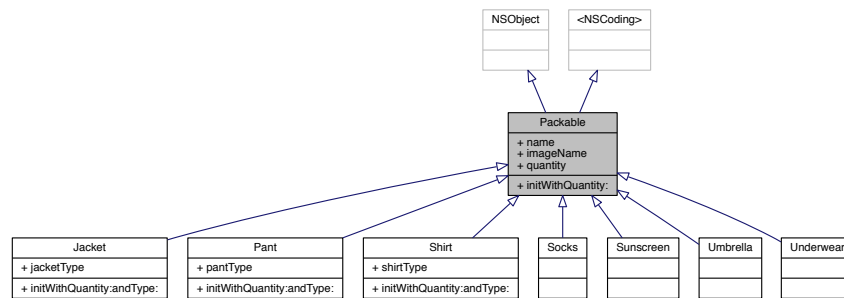 NSObject
<NSCoding>
Packable
+ name
+ imageName
+ quantity
+ initWithQuantity:
Jacket
+ jacketType
+ initWithQuantity:andType:
Pant
+ pantType
+ initWithQuantity:andType:
Shirt
+ shirtType
+ initWithQuantity:andType:
Socks
Sunscreen
Umbrella
Underwear